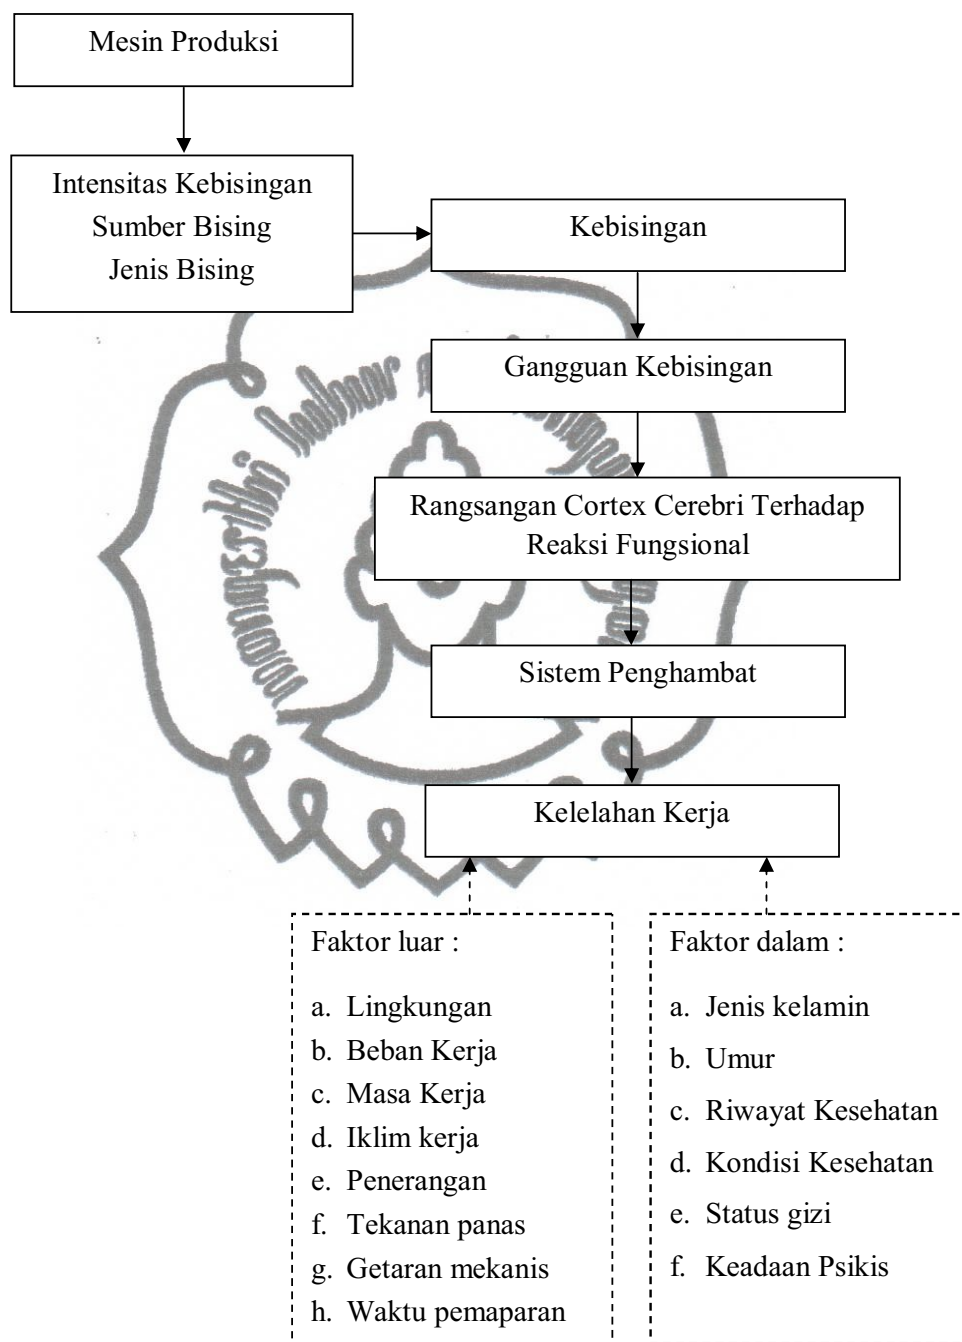 Mesin Produksi
Intensitas Kebisingan
Sumber Bising
Jenis Bising
Kebisingan
Gangguan Kebisingan
Rangsangan Cortex Cerebri Terhadap
Reaksi Fungsional
Sistem Penghambat
Kelelahan Kerja
Faktor luar :
a. Lingkungan
b. Beban Kerja
c. Masa Kerja
d. Iklim kerja
e. Penerangan
f. Tekanan panas
g. Getaran mekanis
h. Waktu pemaparan
Faktor dalam :
a. Jenis kelamin
b. Umur
c. Riwayat Kesehatan
d. Kondisi Kesehatan
e. Status gizi
f. Keadaan Psikis